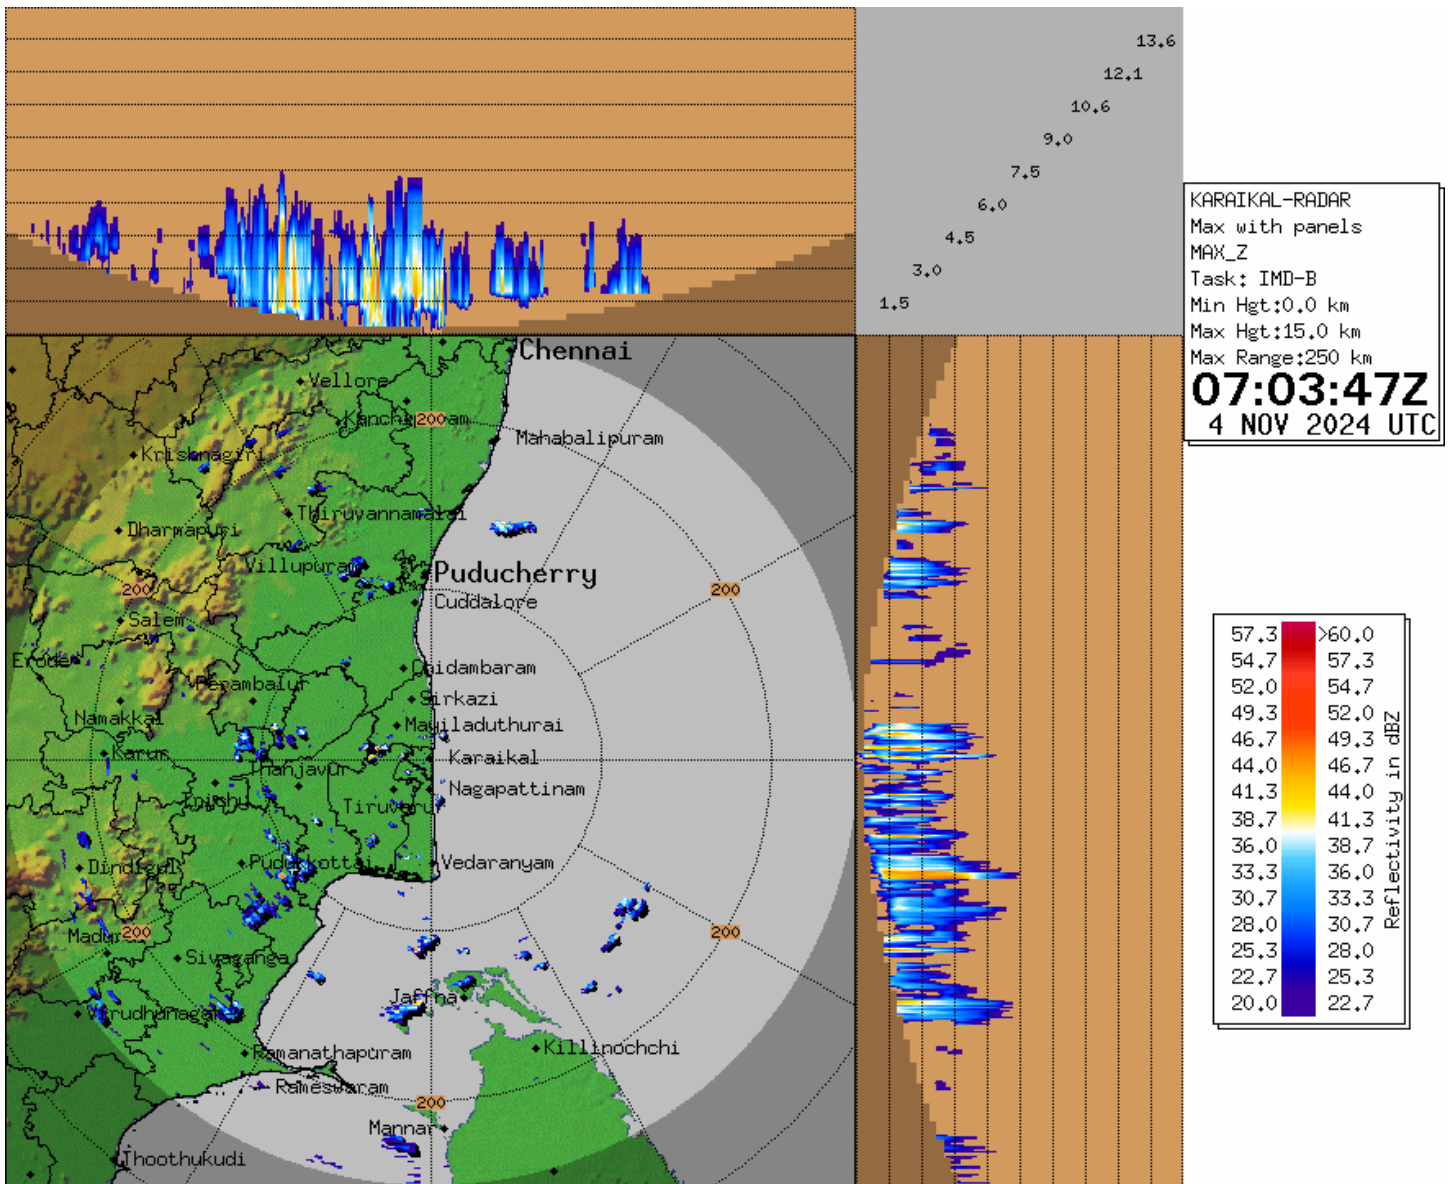 13.6
12.1
10.6
9.0
7.5
6.0
4.5
3.0
1.5
KARAIKAL-RADAR
Max with panels
MAX_Z
Task: IMD-B
Min Hgt:0.0 km
Max Hgt:15.0 km
Max Range:250 km
07:03:47Z
4 NOV 2024 UTC
Chennai
Vellore
200
Mahabalipuram
Krishnagiri
Thiruvannamalai
Dharmapuri
Villupuram
Puducherry
200
200
Cuddalore
Salem
Erode
Chidambaram
Perambalur
Sirkazi
Namakkal
Mayiladuthurai
Karur
Karaikal
Thanjavur
Nagapattinam
Tiruvarur
Dindigul
Pudukkottai
Vedaranyam
200
200
Sivaganga
Jaffna
Virudhunagar
Killinochchi
Ramanathapuram
Rameswaram
200
Mannar
Thoothukudi
57.3 >60.0
54.7 57.3
52.0 54.7
49.3 52.0
46.7 49.3
44.0 46.7
41.3 44.0
38.7 41.3
36.0 38.7
33.3 36.0
30.7 33.3
28.0 30.7
25.3 28.0
22.7 25.3
20.0 22.7
Reflectivity in dBZ